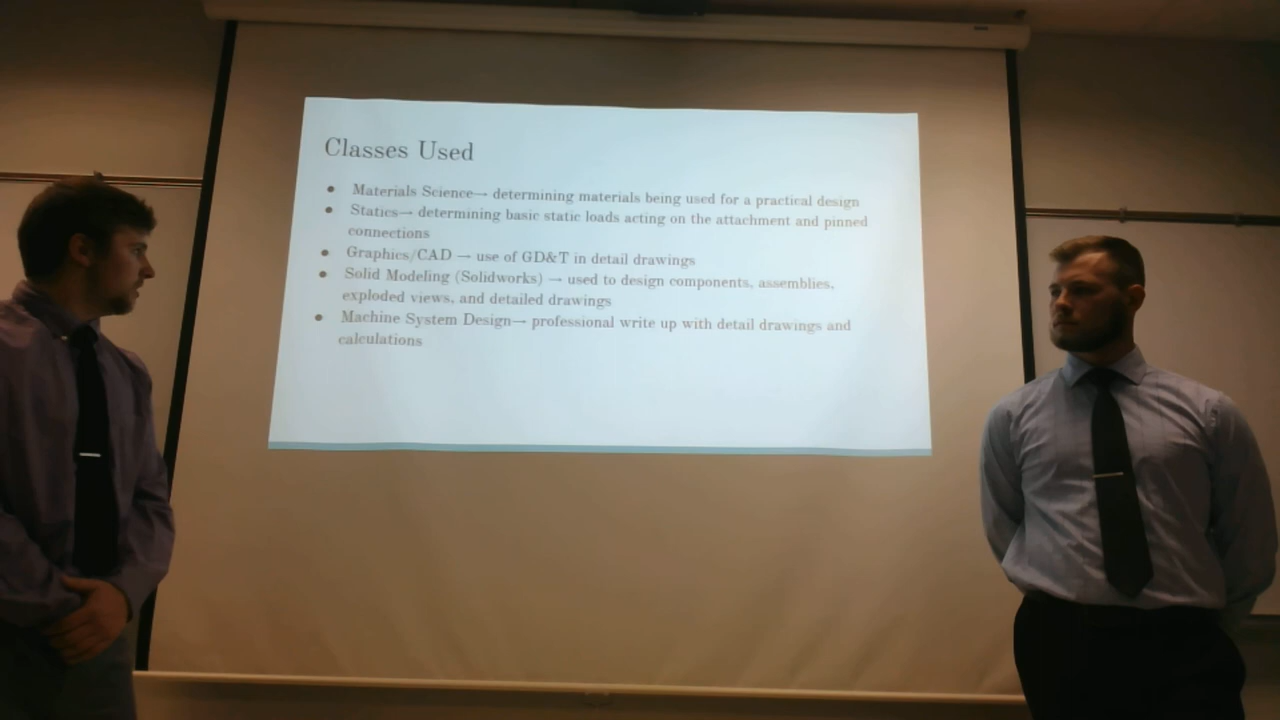 Classes Used
● Materials Science→ determining materials being used for a practical design
● Statics→ determining basic static loads acting on the attachment and pinned
connections
● Graphics/CAD → use of GD&T in detail drawings
● Solid Modeling (Solidworks) → used to design components, assemblies,
exploded views, and detailed drawings
● Machine System Design→ professional write up with detail drawings and
calculations